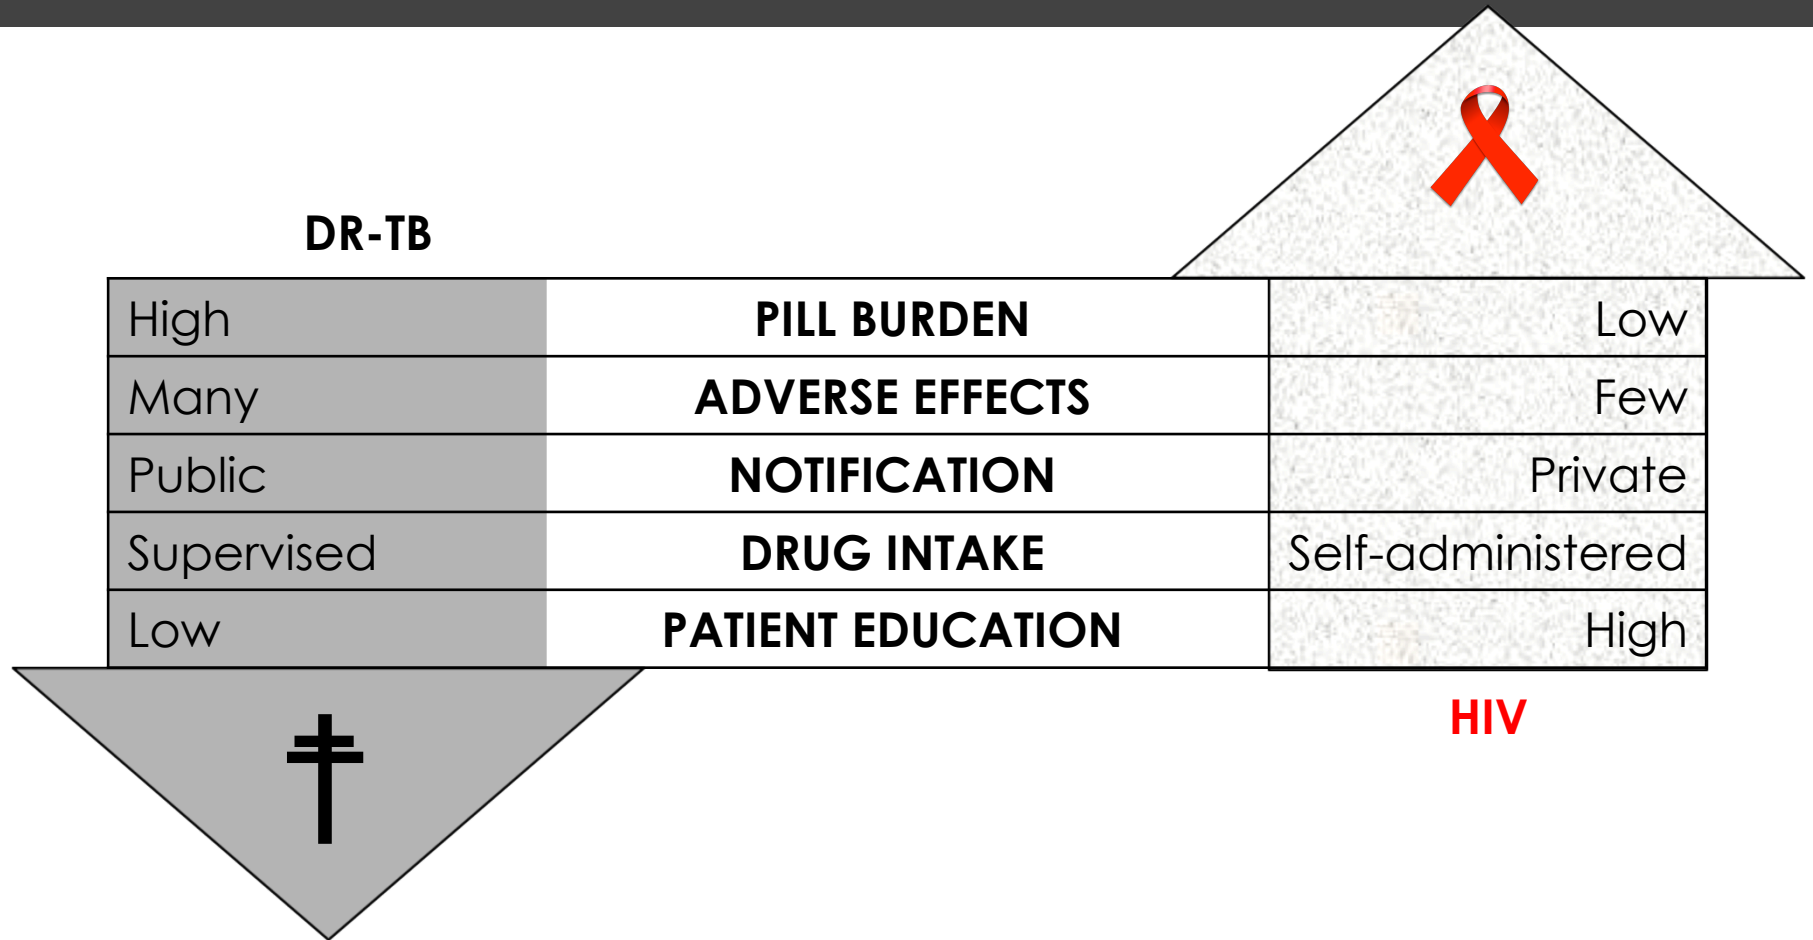 DR-TB
High PILL BURDEN Low
Many ADVERSE EFFECTS Few
Public NOTIFICATION Private
Supervised DRUG INTAKE Self-administered
Low PATIENT EDUCATION High
HIV